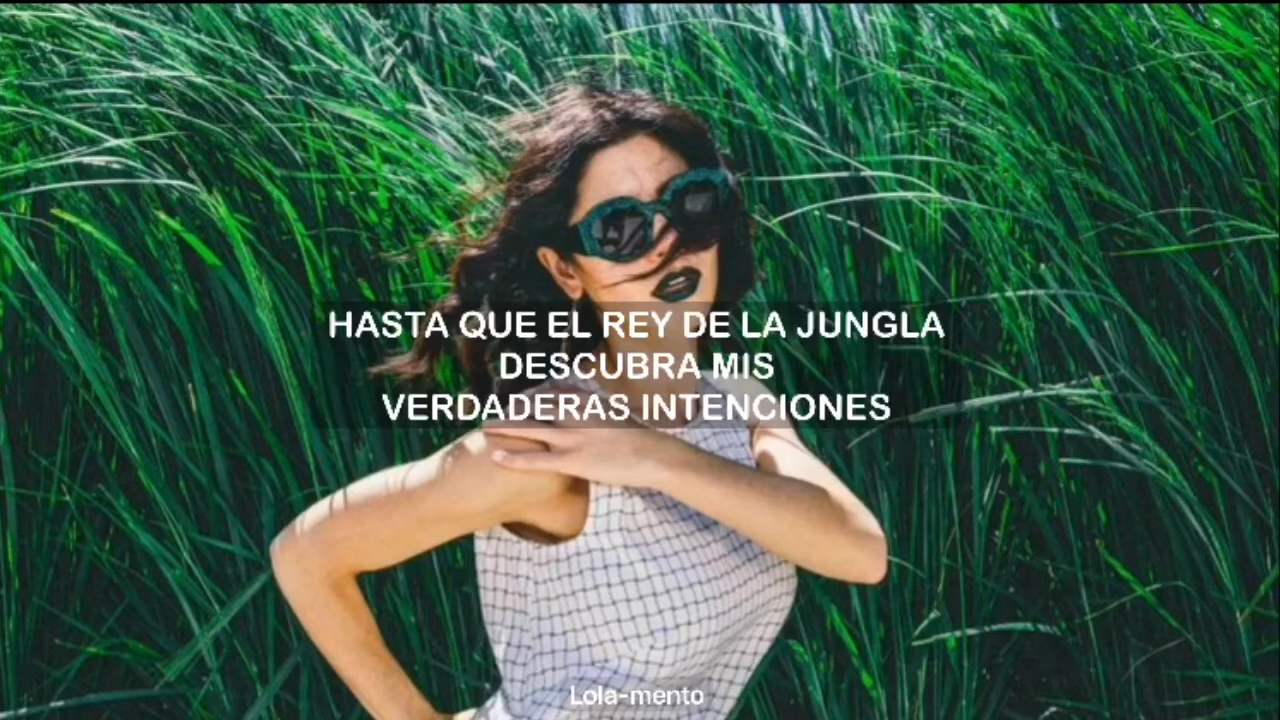 HASTA QUE EL REY DE LA JUNGLA
DESCUBRA MIS
VERDADERAS INTENCIONES
Lola-mento